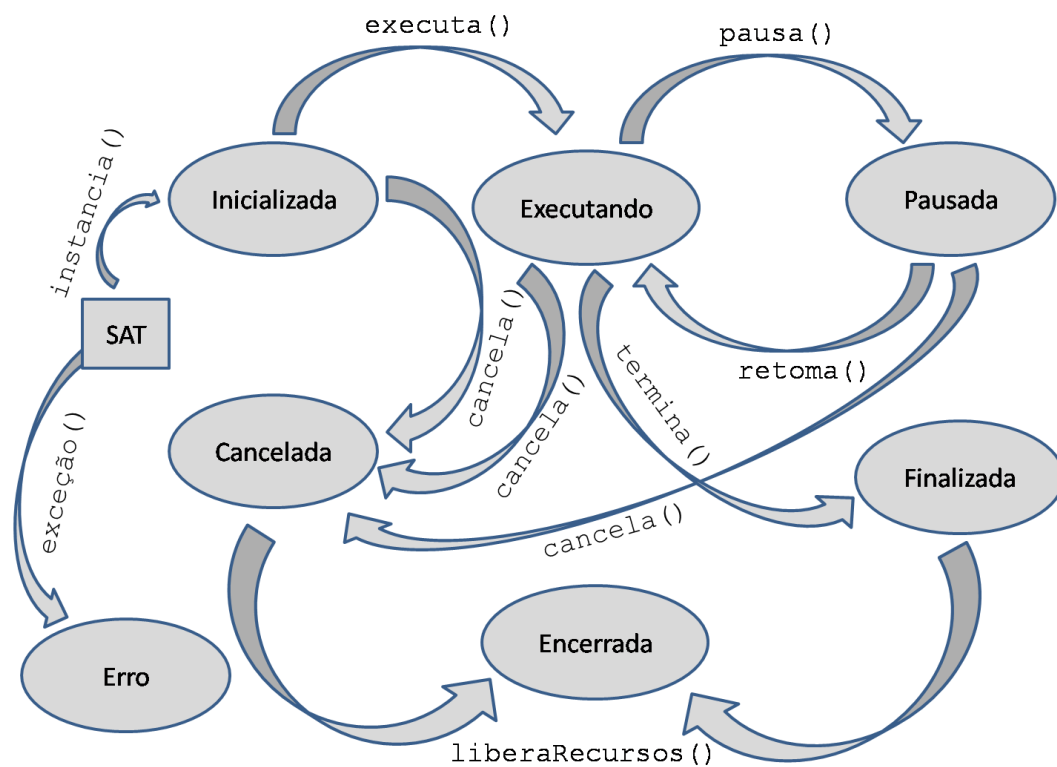 executa()
pausa()
instancia()
Inicializada
Executando
Pausada
SAT
cancela()
cancela()
termina()
retoma()
exceção()
Cancelada
cancela()
Finalizada
Erro
Encerrada
liberaRecursos()